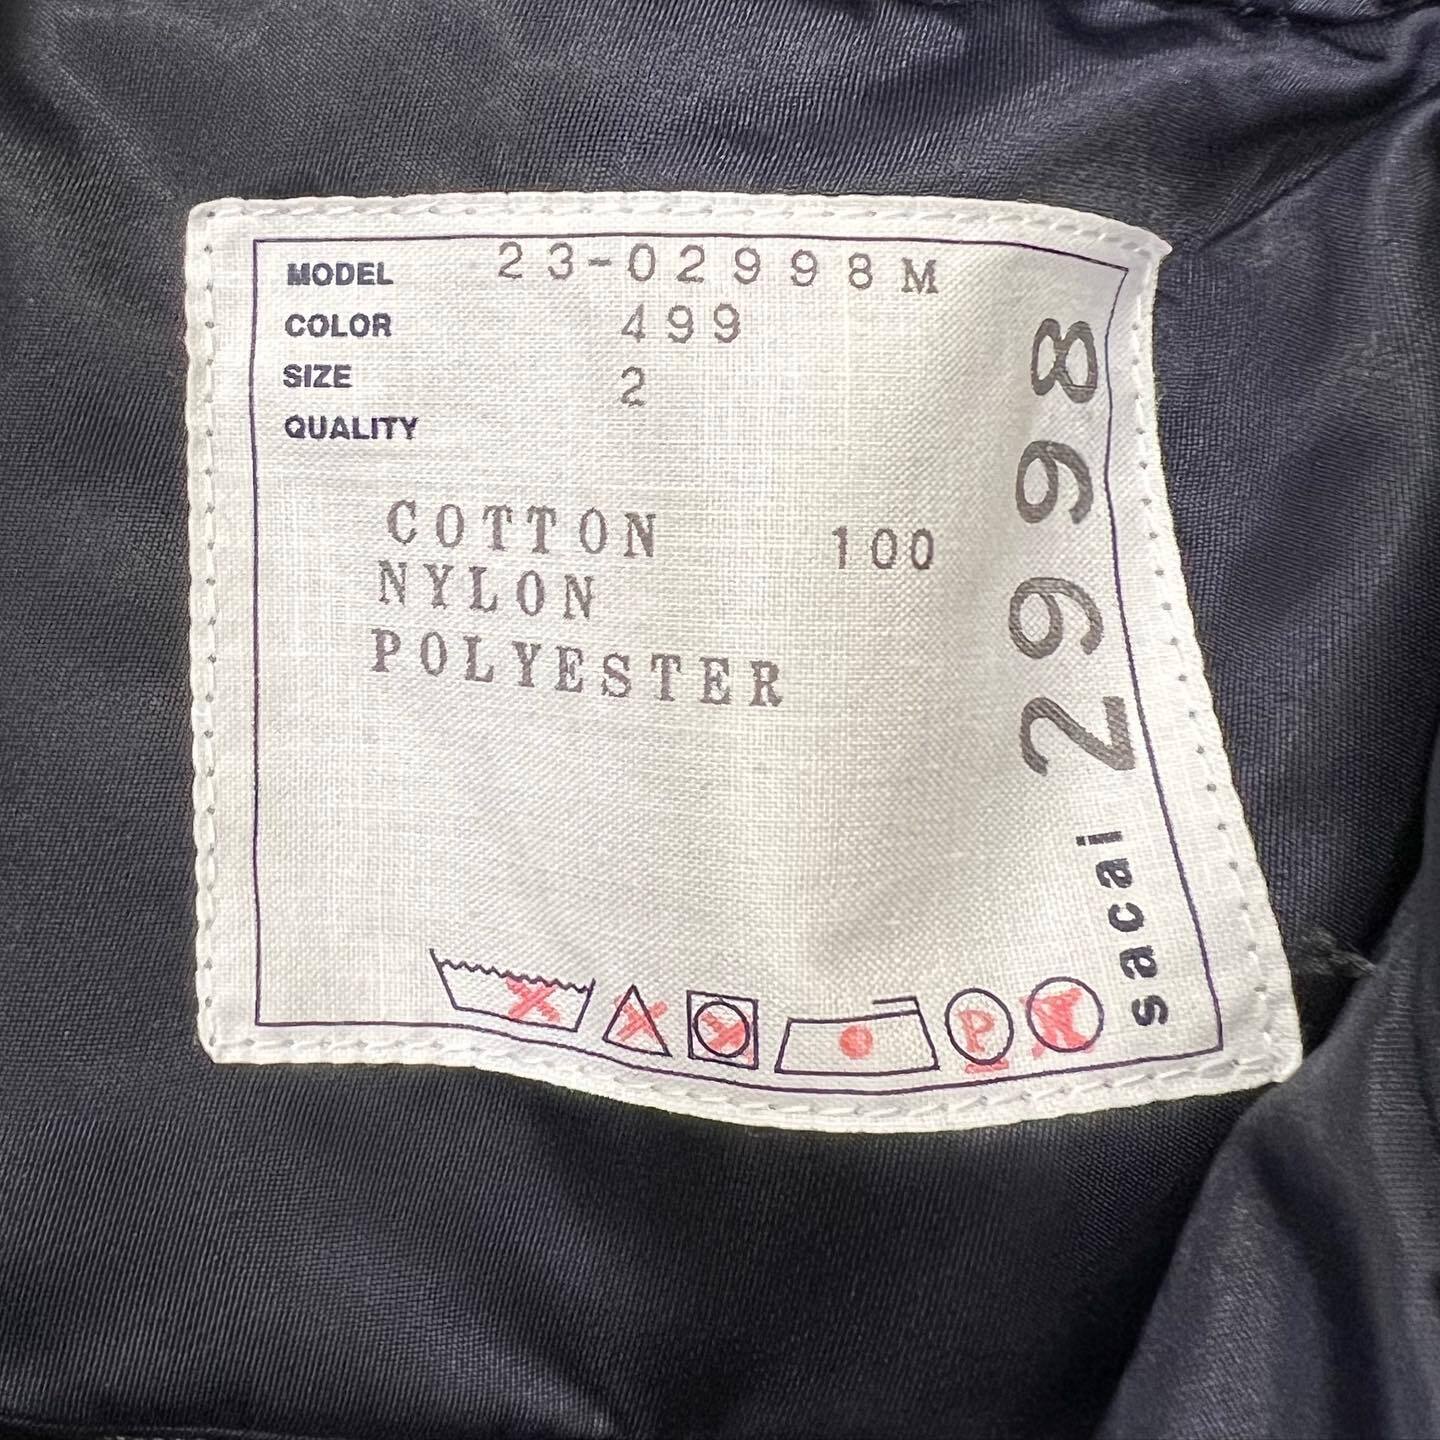 MODEL 23-02998M
COLOR 499
SIZE 2
QUALITY
COTTON 100
NYLON
POLYESTER
sacai 2998
P